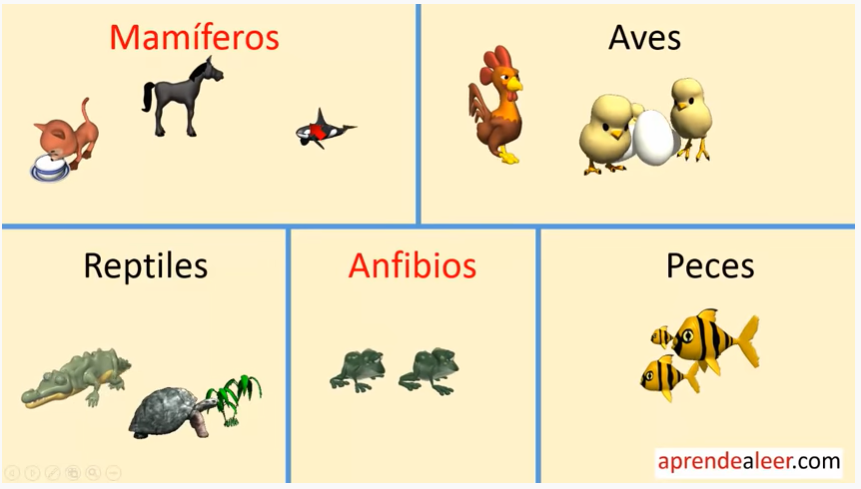 Mamíferos
Aves
Reptiles
Anfibios
Peces
aprendealeer.com